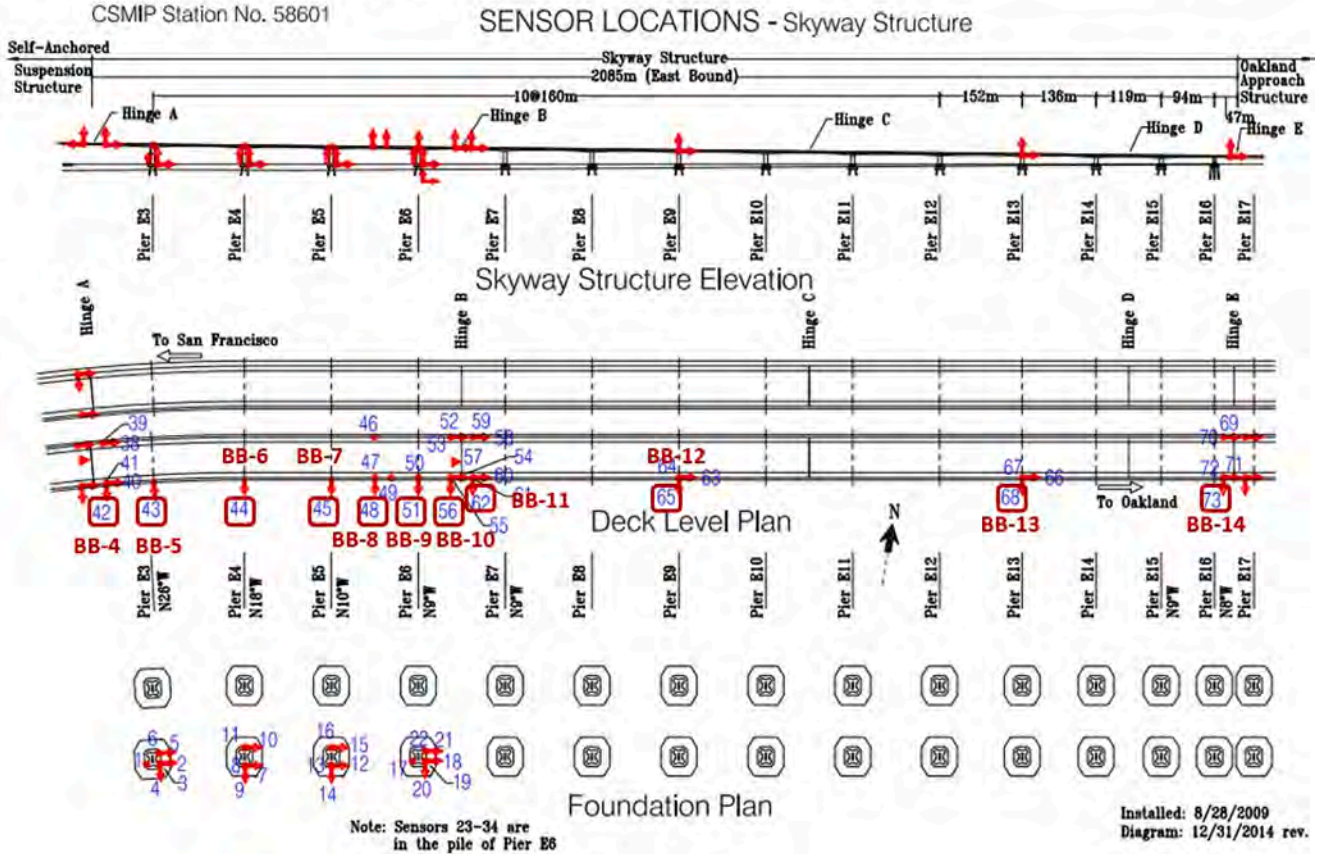 CSMIP Station No. 58601
SENSOR LOCATIONS - Skyway Structure
Self-Anchored
Suspension
Structure
Skyway Structure
2085m (East Bound)
Oakland
Approach
Structure
10@160m
152m
136m
119m
94m
47m
Hinge A
Hinge B
Hinge C
Hinge D
Hinge E
Pier E3
Pier E4
Pier E5
Pier E6
Pier E7
Pier E8
Pier E9
Pier E10
Pier E11
Pier E12
Pier E13
Pier E14
Pier E15
Pier E16
Pier E17
Skyway Structure Elevation
Hinge A
Hinge B
Hinge C
Hinge D
Hinge E
To San Francisco
39
38
41
40
46
47
49
50
52
53
59
58
57
54
60
61
55
64
63
67
66
69
70
72
71
BB-6
BB-7
BB-12
42
43
44
45
48
51
56
62
65
68
73
BB-4
BB-5
BB-8
BB-9
BB-10
BB-11
BB-13
BB-14
To Oakland
N
Deck Level Plan
Pier E3
N26°W
Pier E4
N18°W
Pier E5
N10°W
Pier E6
N9°W
Pier E7
N9°W
Pier E8
Pier E9
Pier E10
Pier E11
Pier E12
Pier E13
Pier E14
Pier E15
N9°W
Pier E16
N8°W
Pier E17
6
5
1
2
3
4
11
10
8
7
9
16
15
13
12
14
22
21
18
17
19
20
Foundation Plan
Note: Sensors 23-34 are
in the pile of Pier E6
Installed: 8/28/2009
Diagram: 12/31/2014 rev.